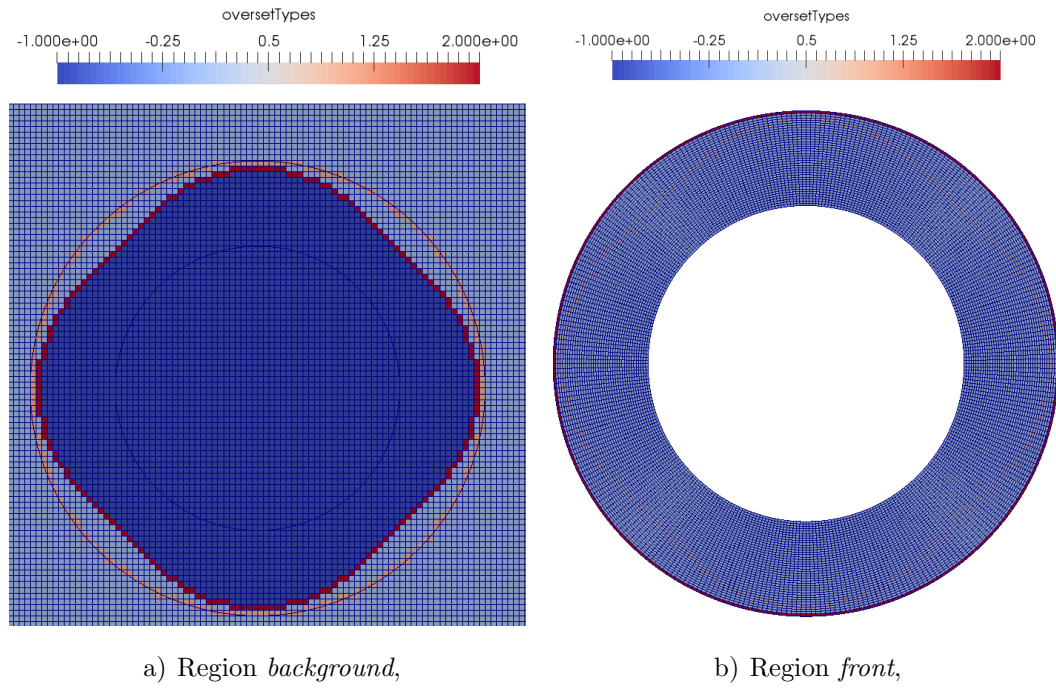 oversetTypes
-1.000e+00 -0.25 0.5 1.25 2.000e+00
oversetTypes
-1.000e+00 -0.25 0.5 1.25 2.000e+00
a) Region background,
b) Region front,